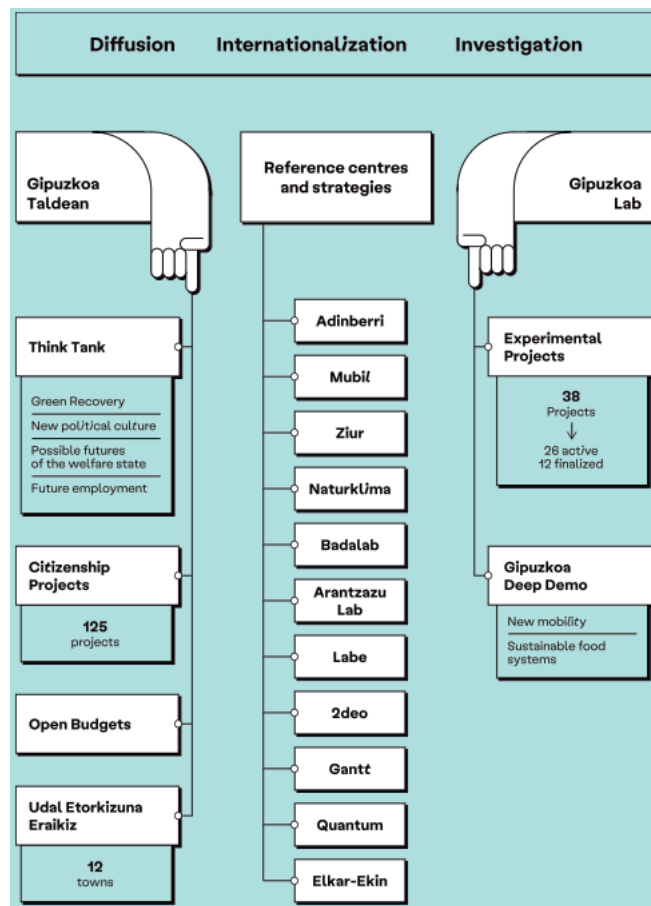 Diffusion Internationalization Investigation
Gipuzkoa
Taldean
Think Tank
Green Recovery
New political culture
Possible futures
of the welfare state
Future employment
Citizenship
Projects
125
projects
Open Budgets
Udal Etorkizuna
Eraikiz
12
towns
Reference centres
and strategies
Adinberri
Mubil
Ziur
Naturklima
Badalab
Arantzazu
Lab
Labe
2deo
Gantt
Quantum
Elkar-Ekin
Gipuzkoa
Lab
Experimental
Projects
38
Projects
26 active
12 finalized
Gipuzkoa
Deep Demo
New mobility
Sustainable food
systems